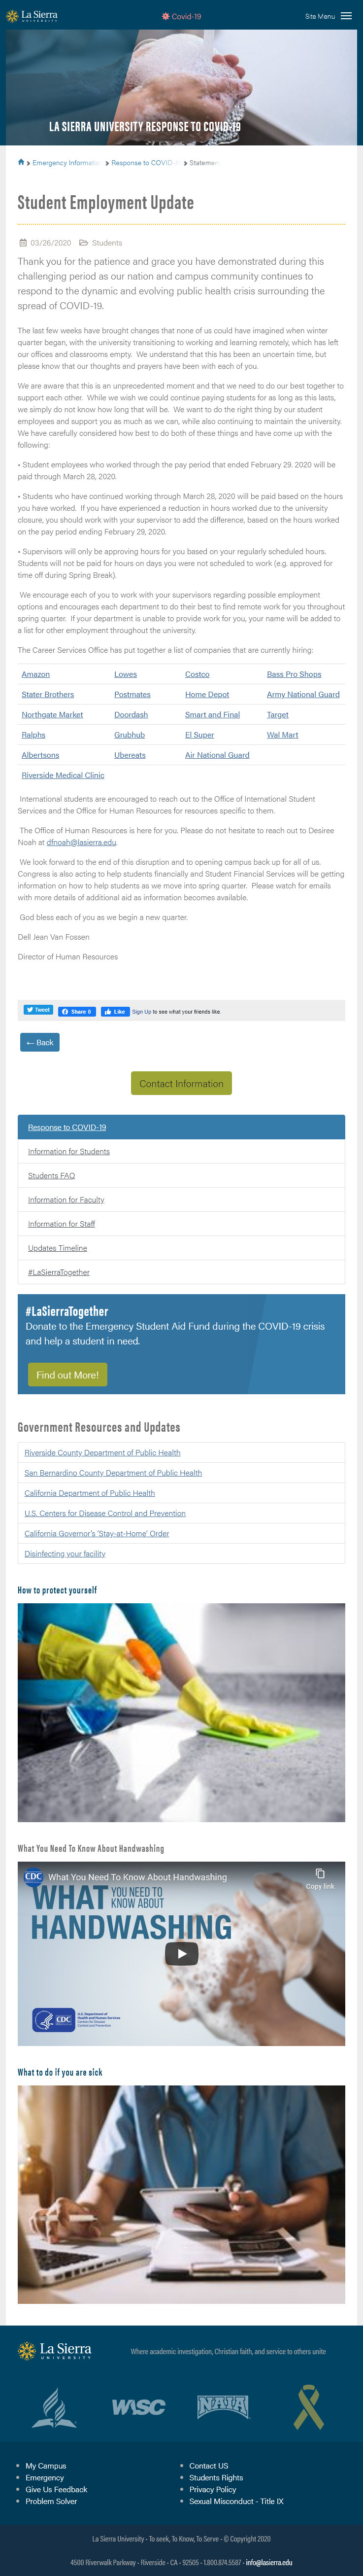 La Sierra
UNIVERSITY
Covid-19
Site Menu
LA SIERRA UNIVERSITY RESPONSE TO COVID-19
Emergency Information
Response to COVID-
Statemen
Student Employment Update
03/26/2020 Students
Thank you for the patience and grace you have demonstrated during this
challenging period as our nation and campus community continues to
respond to the dynamic and evolving public health crisis surrounding the
spread of COVID-19.
The last few weeks have brought changes that none of us could have imagined when winter
quarter began, with the university transitioning to working and learning remotely, which has left
our offices and classrooms empty. We understand that this has been an uncertain time, but
please know that our thoughts and prayers have been with each of you.
We are aware that this is an unprecedented moment and that we need to do our best together to
support each other. While we wish we could continue paying students for as long as this lasts,
we simply do not know how long that will be. We want to do the right thing by our student
employees and support you as much as we can, while also continuing to maintain the university.
We have carefully considered how best to do both of these things and have come up with the
following:
• Student employees who worked through the pay period that ended February 29. 2020 will be
paid through March 28, 2020.
• Students who have continued working through March 28, 2020 will be paid based on the hours
you have worked. If you have experienced a reduction in hours worked due to the university
closure, you should work with your supervisor to add the difference, based on the hours worked
on the pay period ending February 29, 2020.
• Supervisors will only be approving hours for you based on your regularly scheduled hours.
Students will not be paid for hours in which they would not normally be scheduled, (for example,
time off during Spring Break).
We encourage each of you to work with your supervisors regarding possible employment
options and encourages each department to do their best to find remote work for you throughout
spring quarter. If your department is unable to provide work for you, your name will be added to
a list for other employment throughout the university.
The Career Services Office has put together a list of companies that are currently hiring:
Amazon Lowes Costco Bass Pro Shops
Stater Brothers Postmates Home Depot Army National Guard
Northgate Market Doordash Smart and Final Target
Ralphs Grubhub El Super Wal Mart
Albertsons Ubereats Air National Guard
Riverside Medical Clinic
International students are encouraged to reach out to the Office of International Student
Services and the Office for Human Resources for resources specific to them.
The Office of Human Resources is here for you. Please do not hesitate to reach out to Desiree
Noah at dfnoah@lasierra.edu.
We look forward to the end of this disruption and to opening campus back up for all of us.
Congress is also acting to help students financially and Student Financial Services will be getting
information on how to help students as we move into spring quarter. Please watch for emails
with more details of additional aid as information becomes available.
God bless each of you as we begin a new quarter.
Dell Jean Van Fossen
Director of Human Resources
Tweet
Share 0
Like
Sign Up to see what your friends like.
← Back
Contact Information
Response to COVID-19
Information for Students
Students FAQ
Information for Faculty
Information for Staff
Updates Timeline
#LaSierraTogether
#LaSierraTogether
Donate to the Emergency Student Aid Fund during the COVID-19 crisis
and help a student in need.
Find out More!
Government Resources and Updates
Riverside County Department of Public Health
San Bernardino County Department of Public Health
California Department of Public Health
U.S. Centers for Disease Control and Prevention
California Governor's 'Stay-at-Home' Order
Disinfecting your facility
How to protect yourself
What You Need To Know About Handwashing
CDC
What You Need To Know About Handwashing
Copy link
WHAT YOU NEED TO
KNOW ABOUT
HANDWASHING
CDC
What to do if you are sick
La Sierra
UNIVERSITY
Where academic investigation, Christian faith, and service to others unite
WASC
NATIA
My Campus
Emergency
Give Us Feedback
Problem Solver
Contact US
Students Rights
Privacy Policy
Sexual Misconduct - Title IX
La Sierra University • To seek, To Know, To Serve • © Copyright 2020
4500 Riverwalk Parkway • Riverside • CA • 92505 • 1.800.874.5587 • info@lasierra.edu